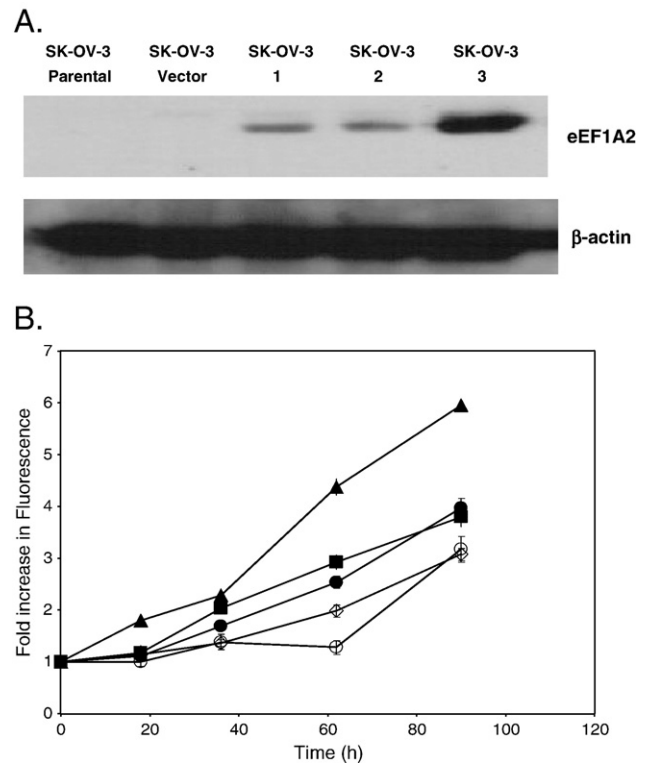 A.
SK-OV-3 SK-OV-3 SK-OV-3 SK-OV-3 SK-OV-3
Parental Vector 1 2 3
eEF1A2
β-actin
B.
7
6
5
4
3
2
1
0
Fold increase in Fluorescence
0 20 40 60 80 100 120
Time (h)